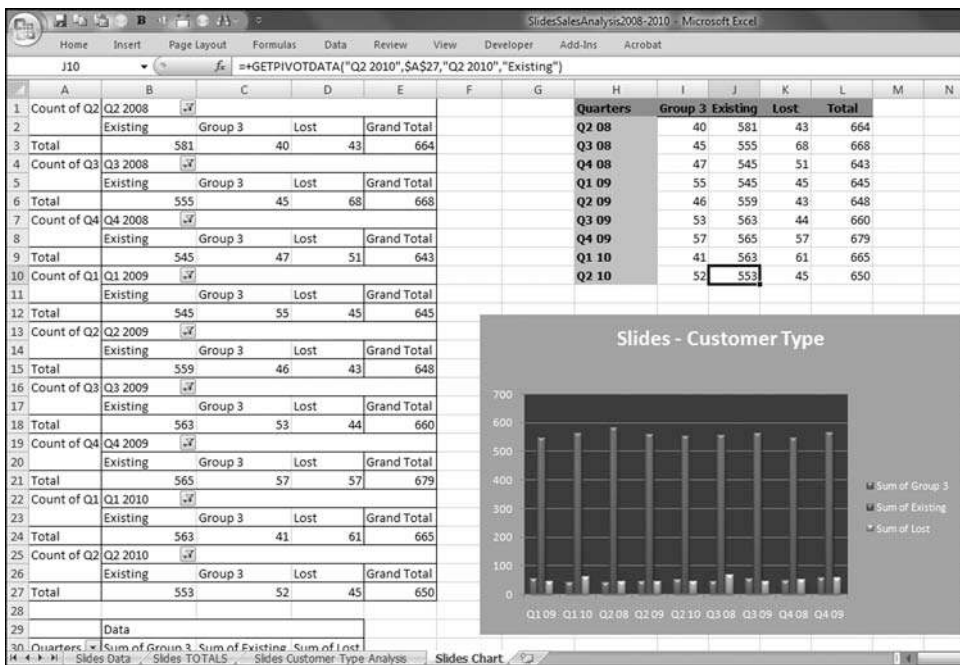 SlidesSalesAnalysis2008-2010 - Microsoft Excel
Home Insert Page Layout Formulas Data Review View Developer Add-Ins Acrobat
J10 fx =+GETPIVOTDATA("Q2 2010",$A$27,"Q2 2010","Existing")
A B C D E F G H I J K L M N
1 Count of Q2 Q2 2008 Quarters Group 3 Existing Lost Total
2 Existing Group 3 Lost Grand Total Q2 08 40 581 43 664
3 Total 581 40 43 664 Q3 08 45 555 68 668
4 Count of Q3 Q3 2008 Q4 08 47 545 51 643
5 Existing Group 3 Lost Grand Total Q1 09 55 545 45 645
6 Total 555 45 68 668 Q2 09 46 559 43 648
7 Count of Q4 Q4 2008 Q3 09 53 563 44 660
8 Existing Group 3 Lost Grand Total Q4 09 57 565 57 679
9 Total 545 47 51 643 Q1 10 41 563 61 665
10 Count of Q1 Q1 2009 Q2 10 52 553 45 650
11 Existing Group 3 Lost Grand Total
12 Total 545 55 45 645
13 Count of Q2 Q2 2009
14 Existing Group 3 Lost Grand Total
15 Total 559 46 43 648
16 Count of Q3 Q3 2009
17 Existing Group 3 Lost Grand Total
18 Total 563 53 44 660
19 Count of Q4 Q4 2009
20 Existing Group 3 Lost Grand Total
21 Total 565 57 57 679
22 Count of Q1 Q1 2010
23 Existing Group 3 Lost Grand Total
24 Total 563 41 61 665
25 Count of Q2 Q2 2010
26 Existing Group 3 Lost Grand Total
27 Total 553 52 45 650
28
29 Data
30 Quarters Sum of Group 3 Sum of Existing Sum of Lost
Slides - Customer Type
700
600
500
400
300
200
100
0
Sum of Group 3
Sum of Existing
Sum of Lost
Q1 09 Q1 10 Q2 08 Q2 09 Q2 10 Q3 08 Q3 09 Q4 08 Q4 09
Slides Data Slides TOTALS Slides Customer Type Analysis Slides Chart